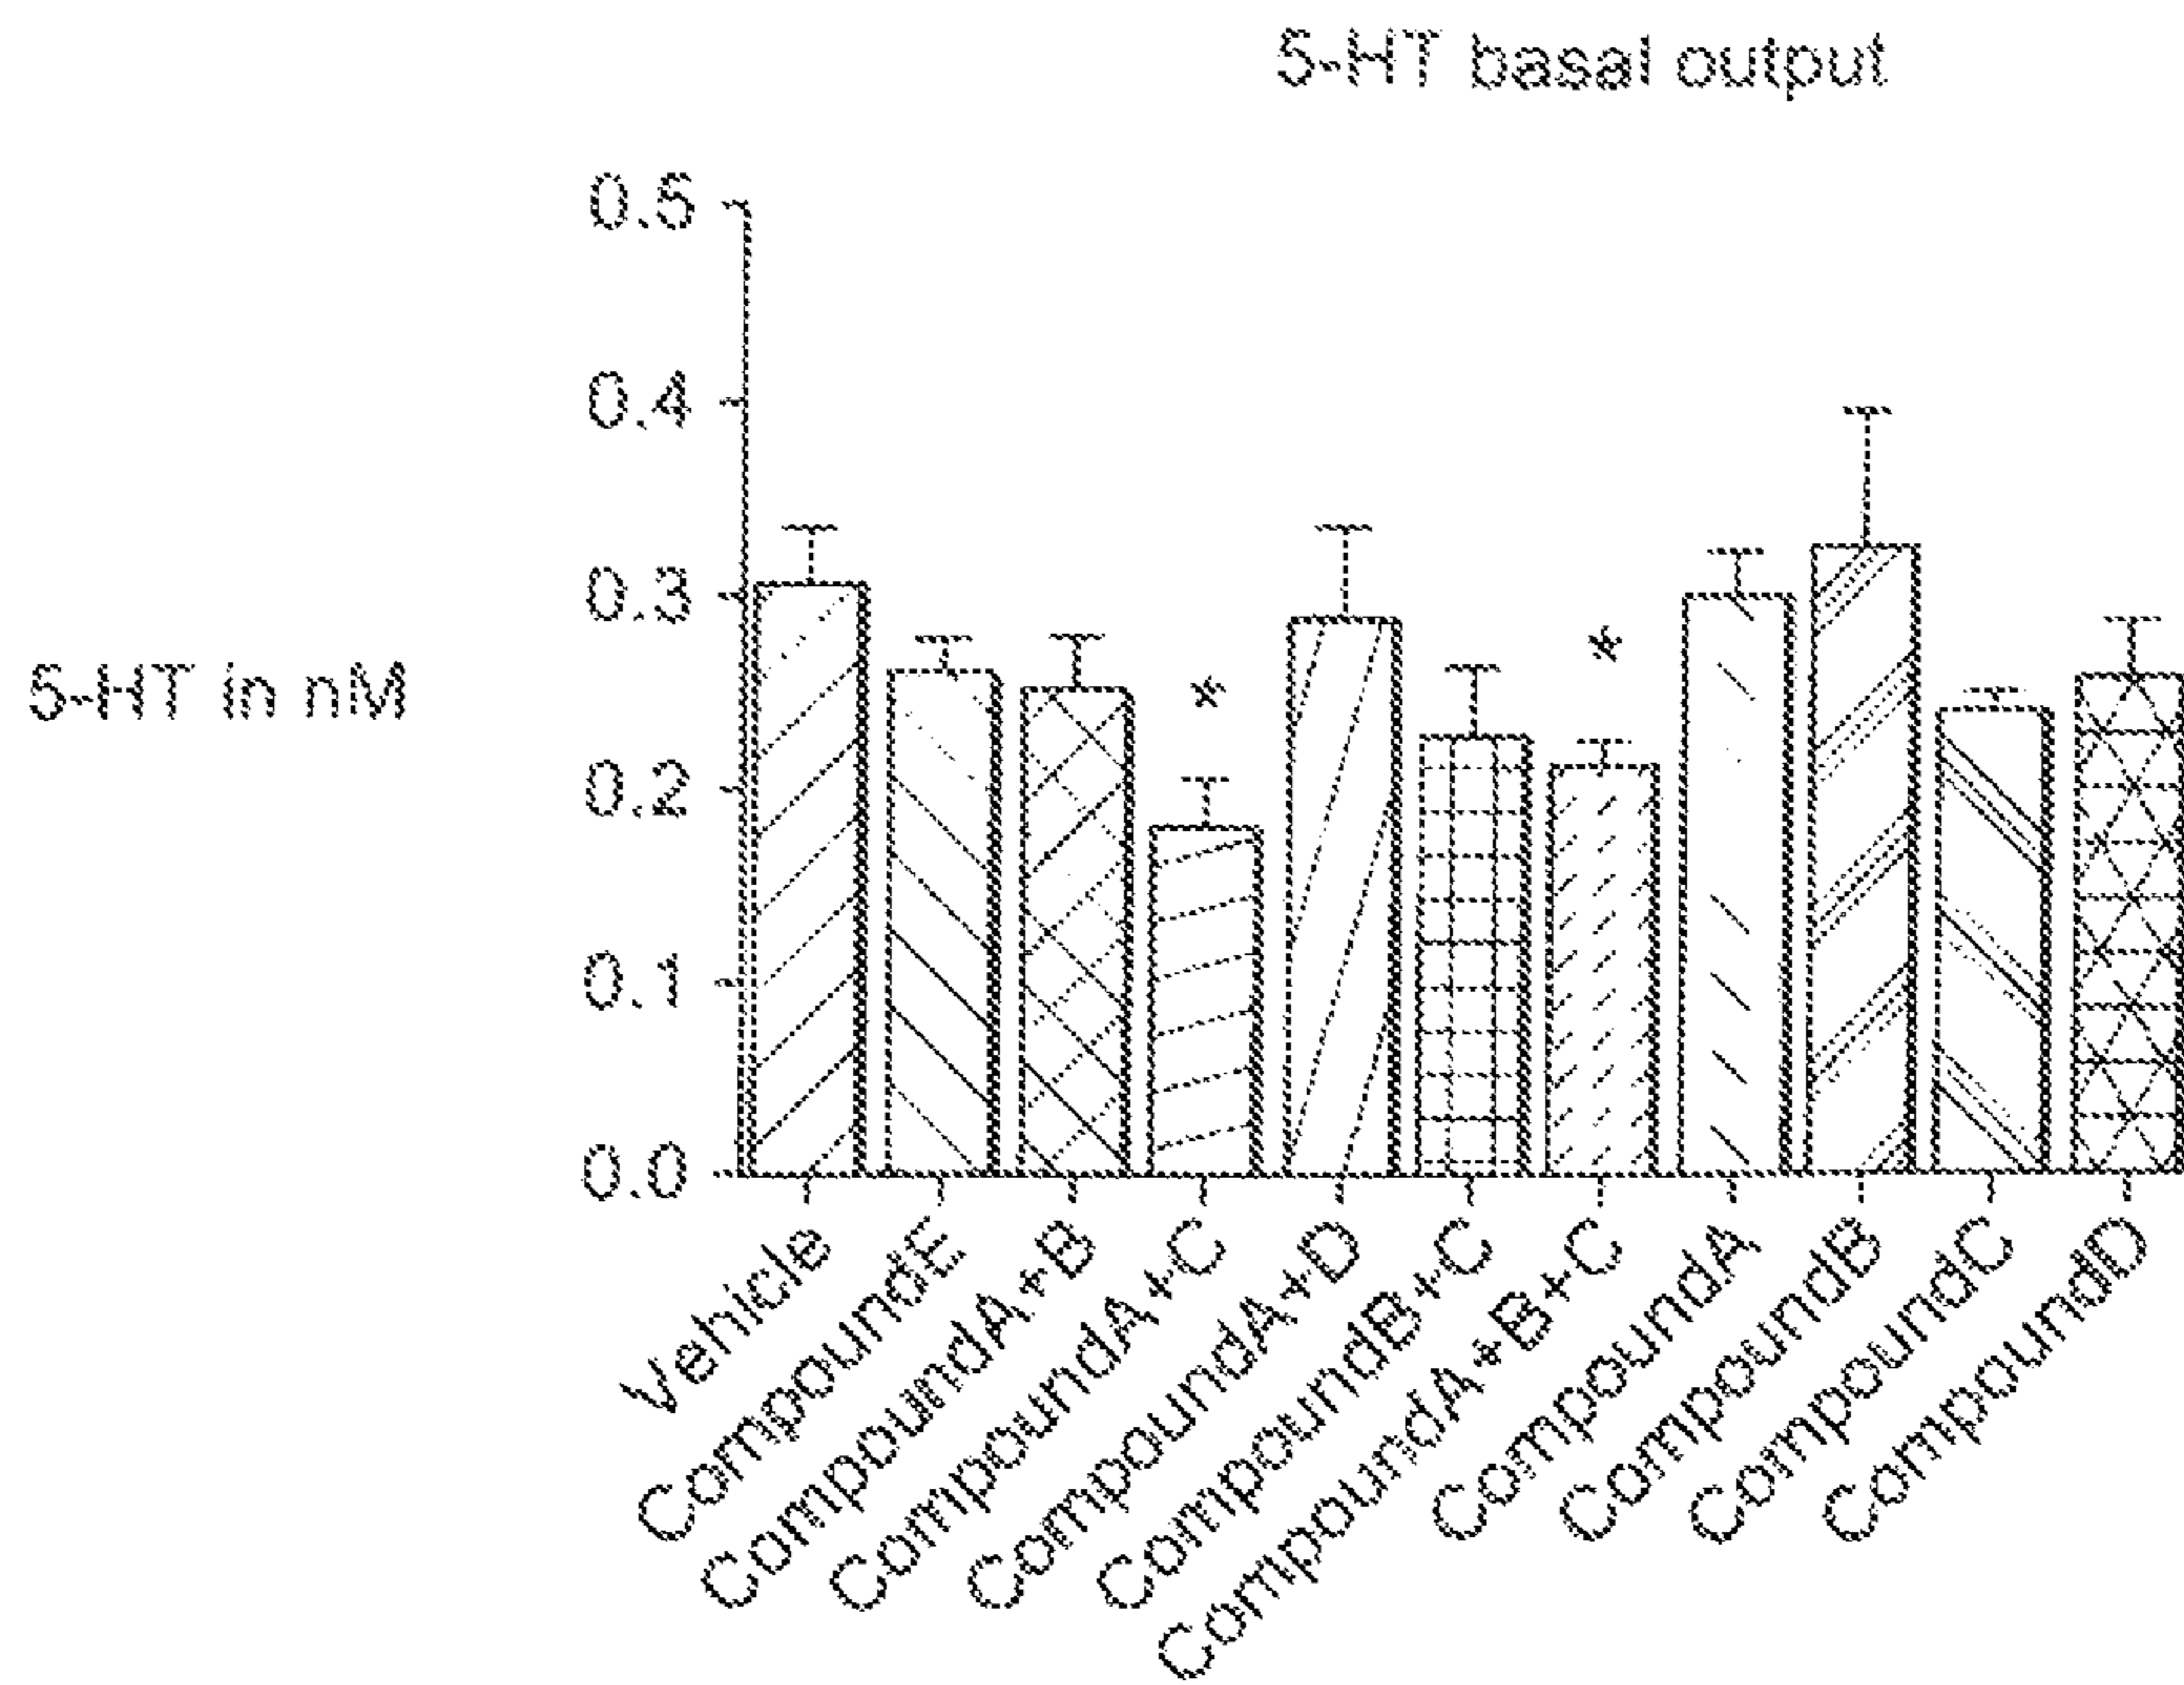 5-HT basal output
0.5
0.4
0.3
5-HT in nM
0.2
0.1
0.0
*
*
Vehicle
CompoundE
CompoundA+B
CompoundA+C
CompoundA+D
CompoundB+C
CompoundA+B+C
CompoundA
CompoundB
CompoundC
CompoundD